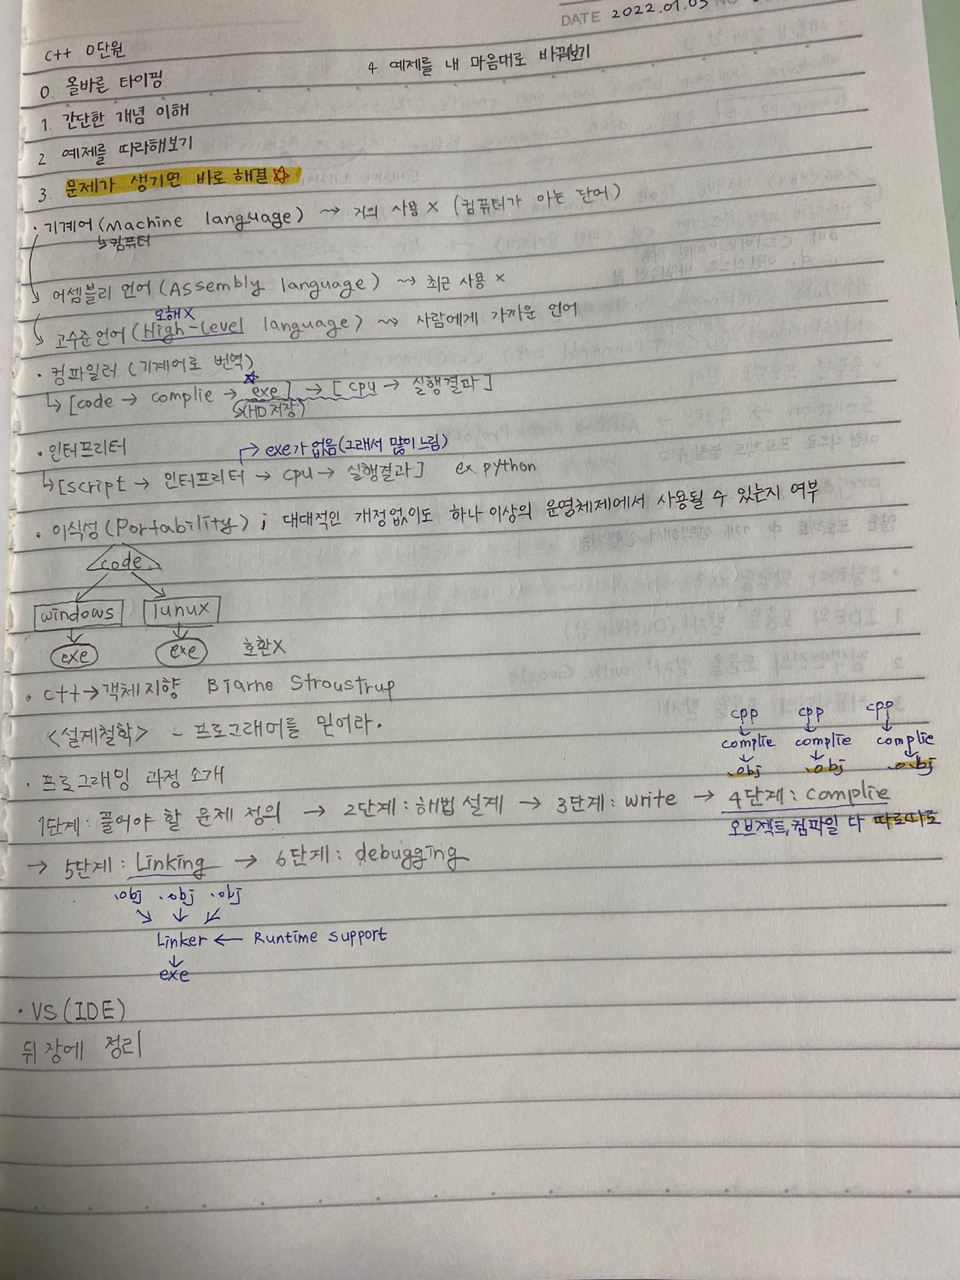 DATE 2022.01.03 NO
C++ 0단원
0. 올바른 타이핑
4. 예제를 내 마음대로 바꿔보기
1. 간단한 개념 이해
2. 예제를 따라해보기
3. 문제가 생기면 바로 해결
· 기계어 (Machine language) ⇝ 거의 사용 X (컴퓨터가 아는 단어)
↳컴퓨터
어셈블리 언어 (Assembly language) ⇝ 최근 사용 X
오해X
고수준 언어 (High-Level language) ⇝ 사람에게 가까운 언어
· 컴파일러 (기계어로 번역)
↳ [code → complie → exe] → [cpu → 실행결과]
(HD저장)
· 인터프리터
→ exe가 없음(그래서 많이 느림)
↳[script → 인터프리터 → cpu → 실행결과] ex. python
· 이식성 (Portability) ; 대대적인 개정없이도 하나 이상의 운영체제에서 사용될 수 있는지 여부
code
windows lunux
exe exe 호환X
· C++ → 객체지향 Biarne Stroustrup
<설계철학> - 프로그래머를 믿어라.
cpp cpp cpp
complie complie complie
.obj .obj .obj
· 프로그래밍 과정 소개
1단계: 풀어야 할 문제 정의 → 2단계: 해법 설계 → 3단계: write → 4단계: complie
오브젝트, 컴파일 다 따로따로
→ 5단계: Linking → 6단계: debugging
.obj .obj .obj
Linker ← Runtime support
exe
· VS (IDE)
뒤 장에 정리